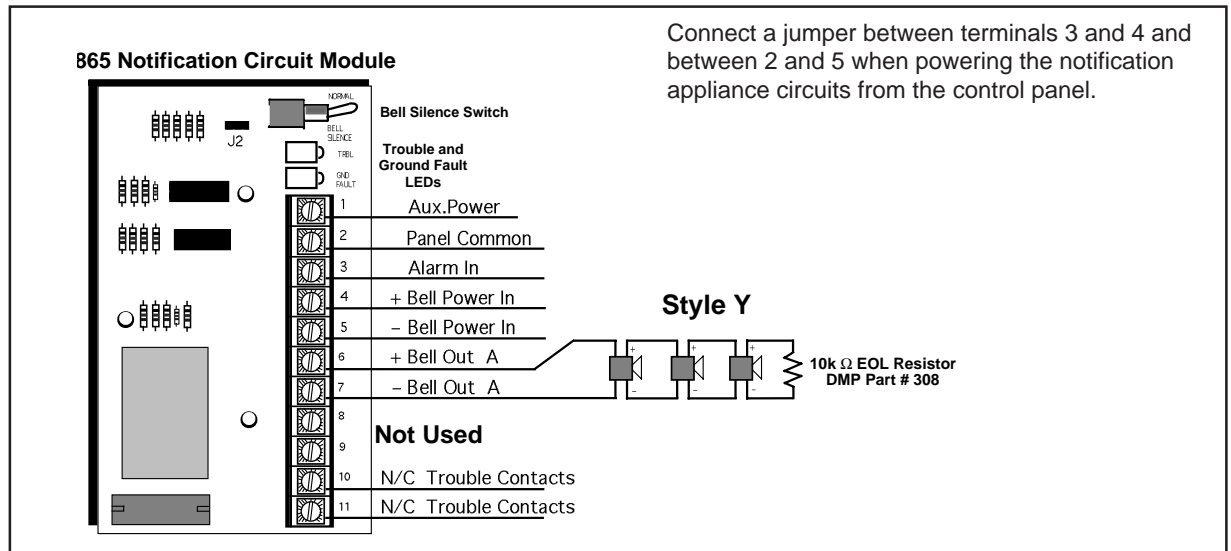 Connect a jumper between terminals 3 and 4 and
between 2 and 5 when powering the notification
appliance circuits from the control panel.
865 Notification Circuit Module
NORMAL
Bell Silence Switch
BELL
SILENCE
J2
TRBL
Trouble and
Ground Fault
LEDs
GND
FAULT
1 Aux.Power
2 Panel Common
3 Alarm In
4 + Bell Power In
Style Y
5 – Bell Power In
6 + Bell Out A
+ + +
10k Ω EOL Resistor
DMP Part # 308
7 – Bell Out A
– – –
8
Not Used
9
10 N/C Trouble Contacts
11 N/C Trouble Contacts